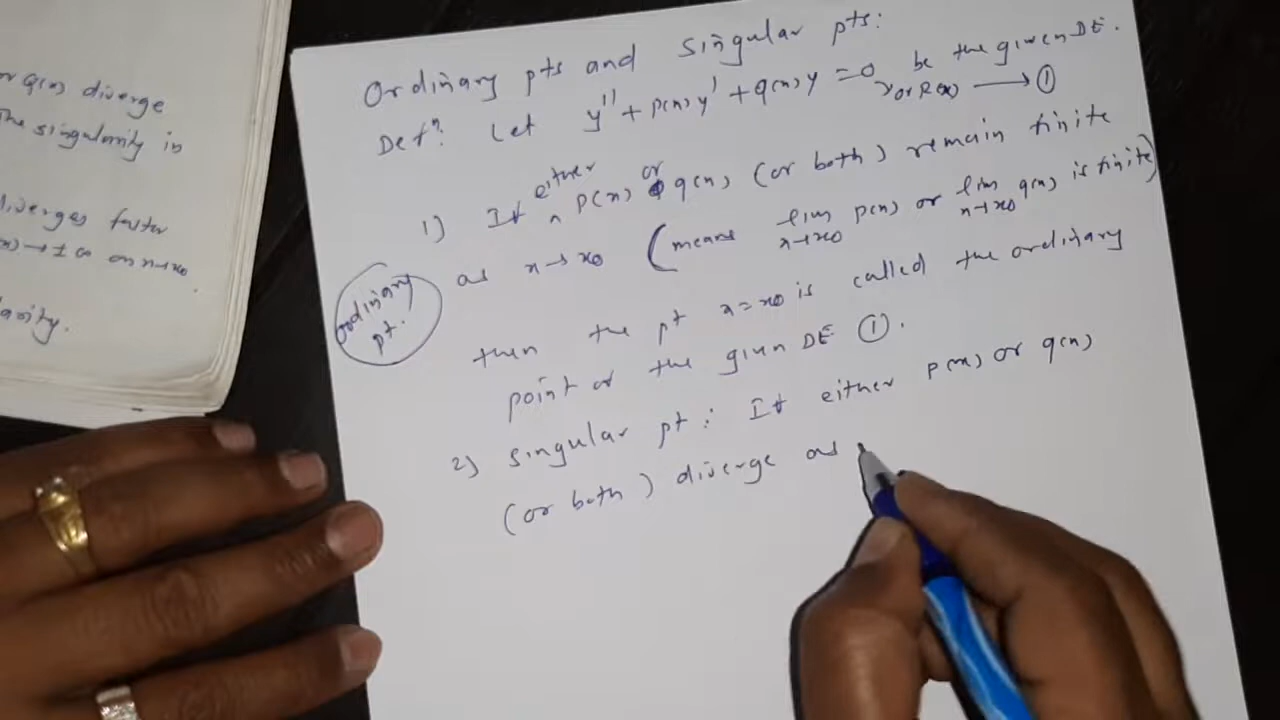 or Q(x) diverge
The singularity in
diverges faster
(x) → ± ∞ as x→x0.
larity.
Ordinary pts and singular pts:
Defn: Let y'' + p(x) y' + q(x) y = 0 be the given DE.
or R(x) → ①
1) If either p(x) or q(x) (or both) remain finite
as x → x0 (means lim x→x0 p(x) or lim x→x0 q(x) is finite)
ordinary pt.
then the pt x = x0 is called the ordinary
point of the given DE ①.
2) singular pt: If either p(x) or q(x)
(or both) diverge as